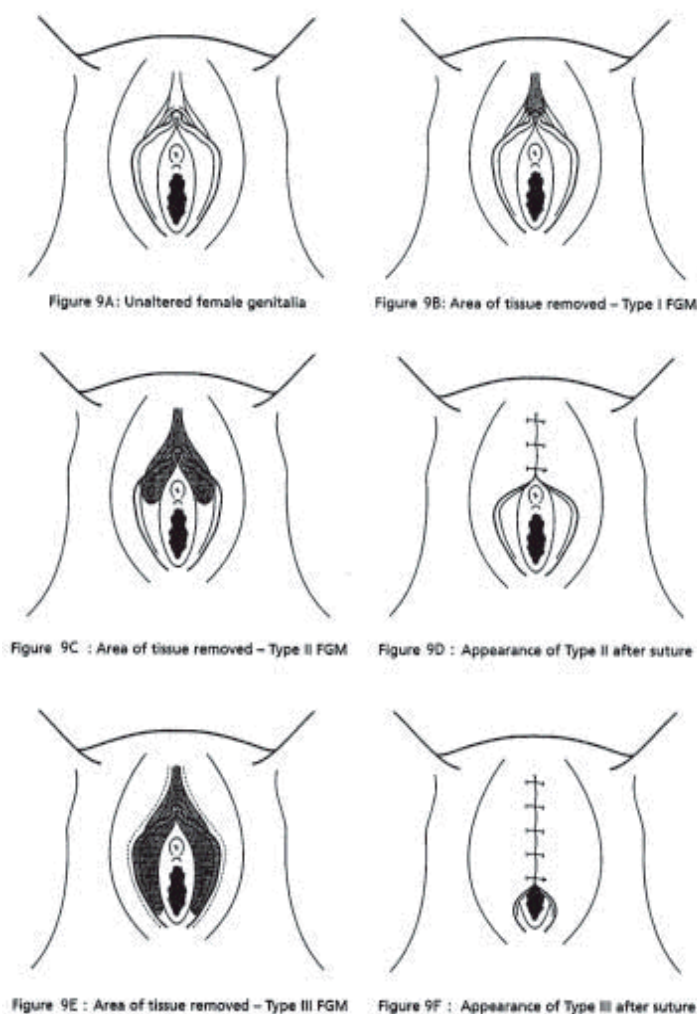 Figure 9A: Unaltered female genitalia
Figure 9B: Area of tissue removed – Type I FGM
Figure 9C : Area of tissue removed – Type II FGM
Figure 9D : Appearance of Type II after suture
Figure 9E : Area of tissue removed – Type III FGM
Figure 9F : Appearance of Type III after suture